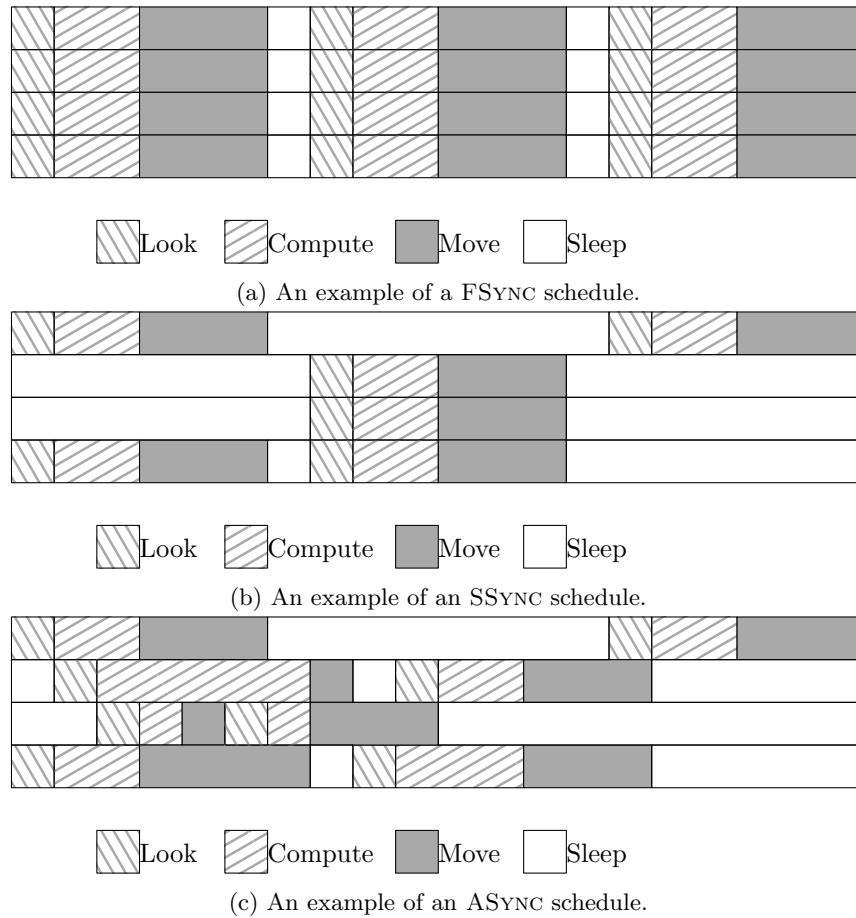 Look Compute Move Sleep
(a) An example of a FSYNC schedule.
Look Compute Move Sleep
(b) An example of an SSYNC schedule.
Look Compute Move Sleep
(c) An example of an ASYNC schedule.